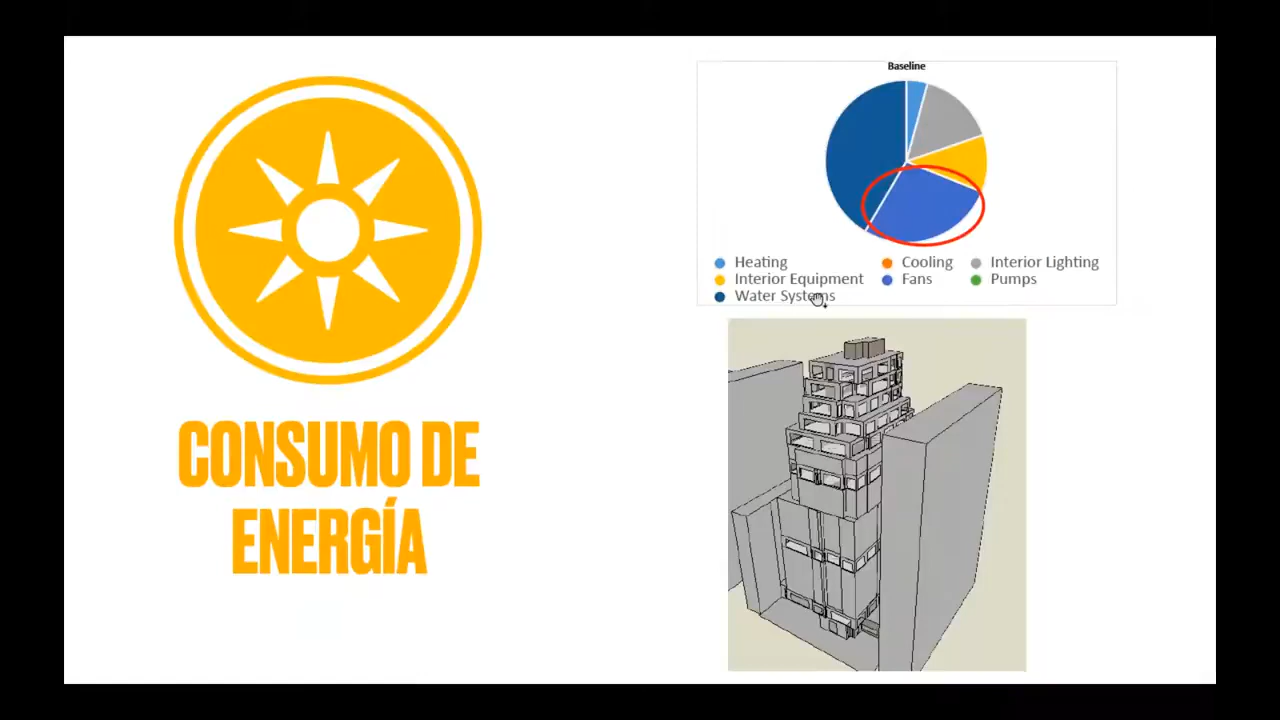 CONSUMO DE
ENERGÍA
Baseline
Heating
Cooling
Interior Lighting
Interior Equipment
Fans
Pumps
Water Systems